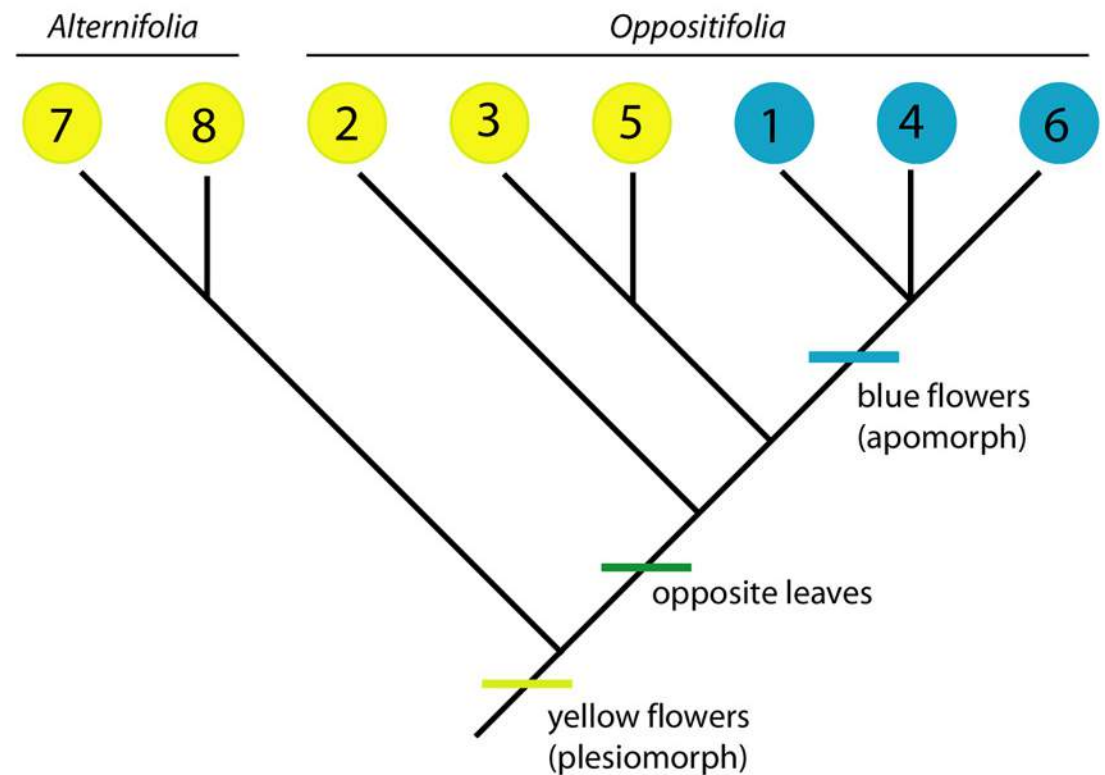 Alternifolia
Oppositifolia
7 8 2 3 5 1 4 6
blue flowers
(apomorph)
opposite leaves
yellow flowers
(plesiomorph)